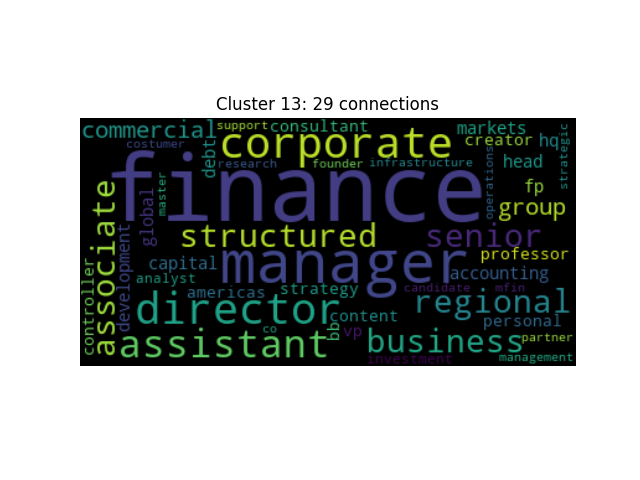 Cluster 13: 29 connections
commercial support consultant markets
costumer debt corporate creator hq
research founder infrastructure head strategic
finance
master global operations fp
associate group
structured senior
development capital manager professor
analyst accounting
controller americas strategy candidate mfin
director content regional
co bb vp personal
assistant business partner
investment management